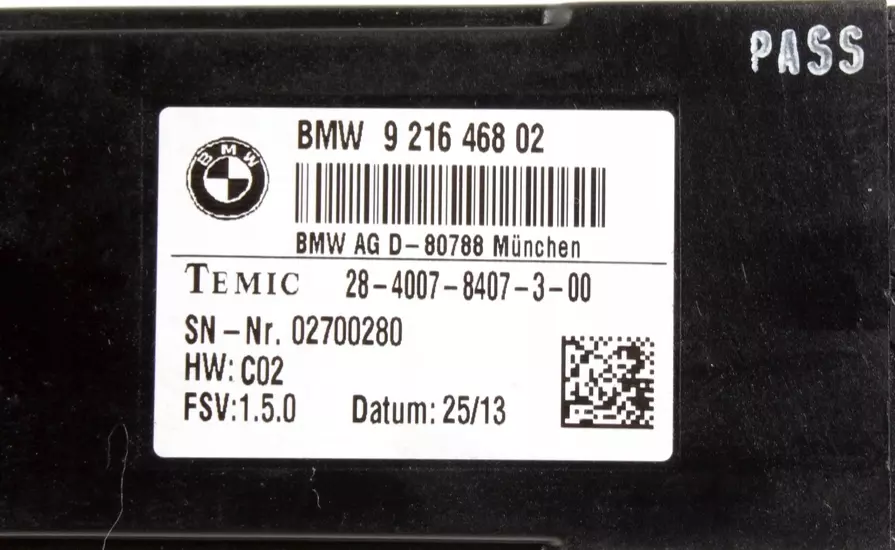 PASS
BMW 9 216 468 02
BMW
BMW AG D-80788 München
TEMIC 28-4007-8407-3-00
SN-Nr. 02700280
HW: C02
FSV:1.5.0 Datum: 25/13